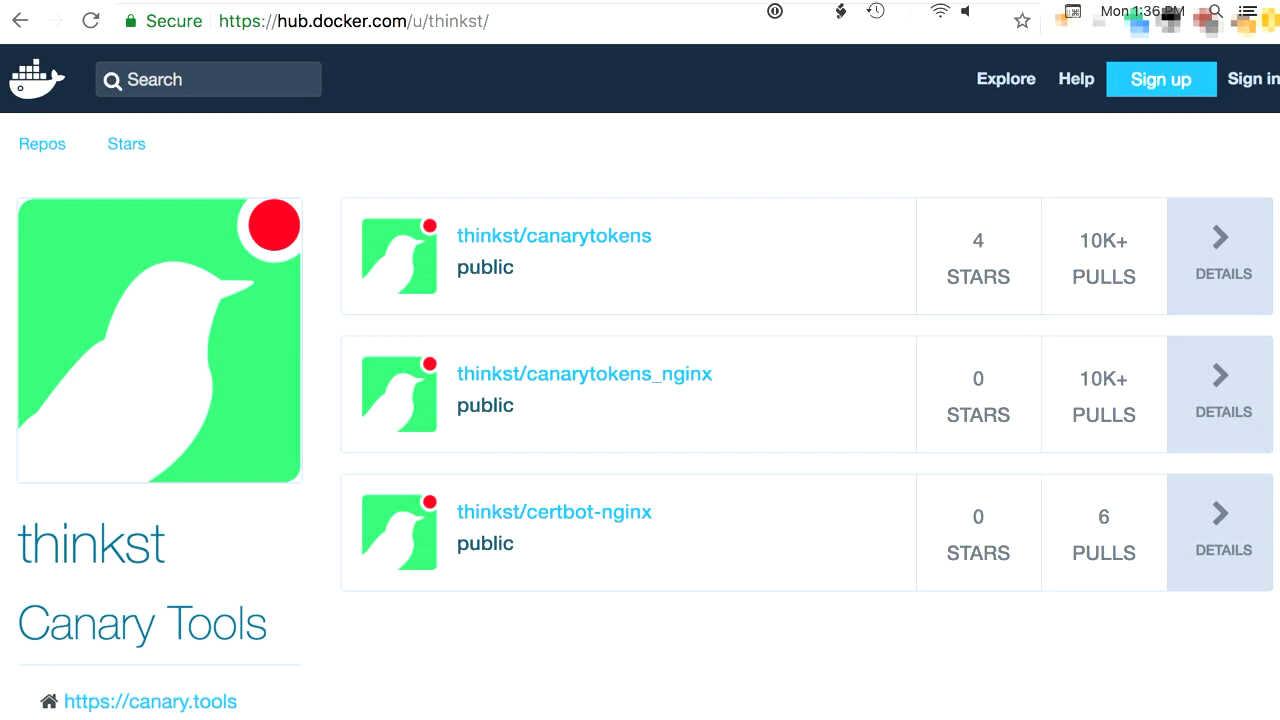 Secure https://hub.docker.com/u/thinkst/
Mon 1:36 PM
Search Explore Help Sign up Sign in
Repos Stars
thinkst/canarytokens
public
4
STARS
10K+
PULLS
DETAILS
thinkst/canarytokens_nginx
public
0
STARS
10K+
PULLS
DETAILS
thinkst/certbot-nginx
public
0
STARS
6
PULLS
DETAILS
thinkst
Canary Tools
https://canary.tools